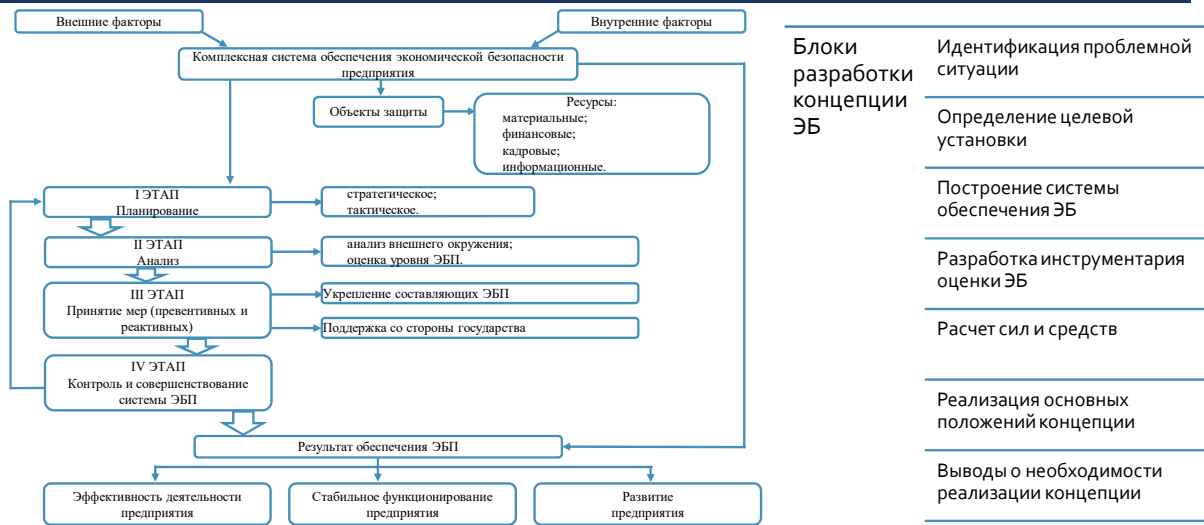 Внешние факторы
Внутренние факторы
Комплексная система обеспечения экономической безопасности
предприятия
Объекты защиты
Ресурсы:
материальные;
финансовые;
кадровые;
информационные.
I ЭТАП
Планирование
стратегическое;
тактическое.
II ЭТАП
Анализ
анализ внешнего окружения;
оценка уровня ЭБП.
III ЭТАП
Принятие мер (превентивных и
реактивных)
Укрепление составляющих ЭБП
Поддержка со стороны государства
IV ЭТАП
Контроль и совершенствование
системы ЭБП
Результат обеспечения ЭБП
Эффективность деятельности
предприятия
Стабильное функционирование
предприятия
Развитие
предприятия
Блоки
разработки
концепции
ЭБ
Идентификация проблемной
ситуации
Определение целевой
установки
Построение системы
обеспечения ЭБ
Разработка инструментария
оценки ЭБ
Расчет сил и средств
Реализация основных
положений концепции
Выводы о необходимости
реализации концепции